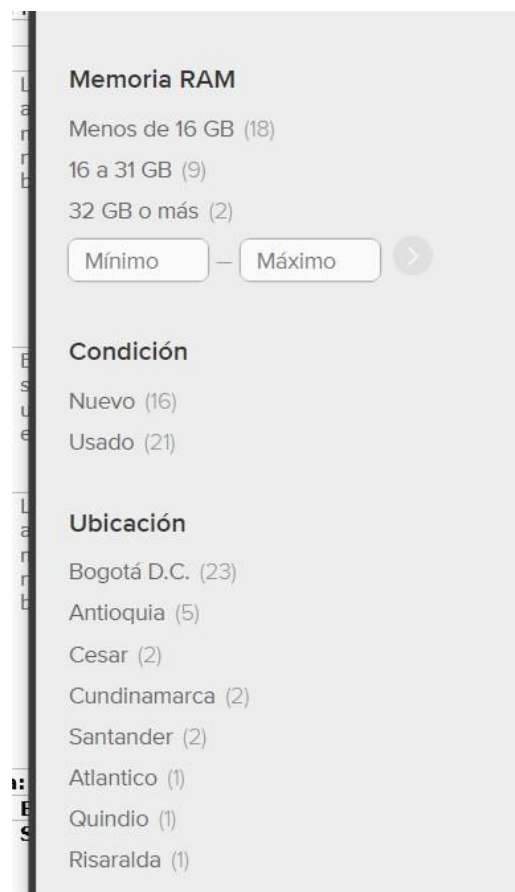 Memoria RAM
Menos de 16 GB (18)
16 a 31 GB (9)
32 GB o más (2)
Mínimo – Máximo
Condición
Nuevo (16)
Usado (21)
Ubicación
Bogotá D.C. (23)
Antioquia (5)
Cesar (2)
Cundinamarca (2)
Santander (2)
Atlantico (1)
Quindio (1)
Risaralda (1)